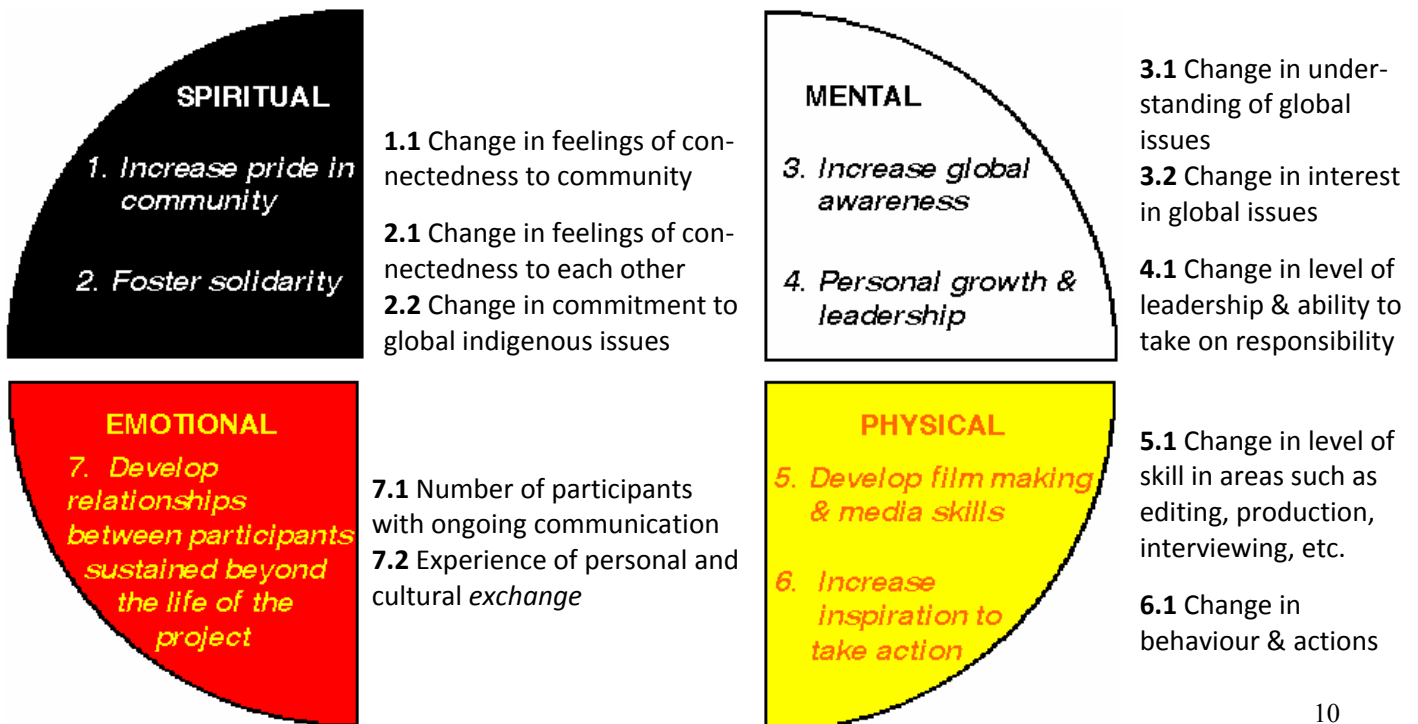 SPIRITUAL
1. Increase pride in
community
2. Foster solidarity
1.1 Change in feelings of con-
nectedness to community
2.1 Change in feelings of con-
nectedness to each other
2.2 Change in commitment to
global indigenous issues
MENTAL
3. Increase global
awareness
4. Personal growth &
leadership
3.1 Change in under-
standing of global
issues
3.2 Change in interest
in global issues
4.1 Change in level of
leadership & ability to
take on responsibility
EMOTIONAL
7. Develop
relationships
between participants
sustained beyond
the life of the
project
7.1 Number of participants
with ongoing communication
7.2 Experience of personal and
cultural exchange
PHYSICAL
5. Develop film making
& media skills
6. Increase
inspiration to
take action
5.1 Change in level of
skill in areas such as
editing, production,
interviewing, etc.
6.1 Change in
behaviour & actions
10